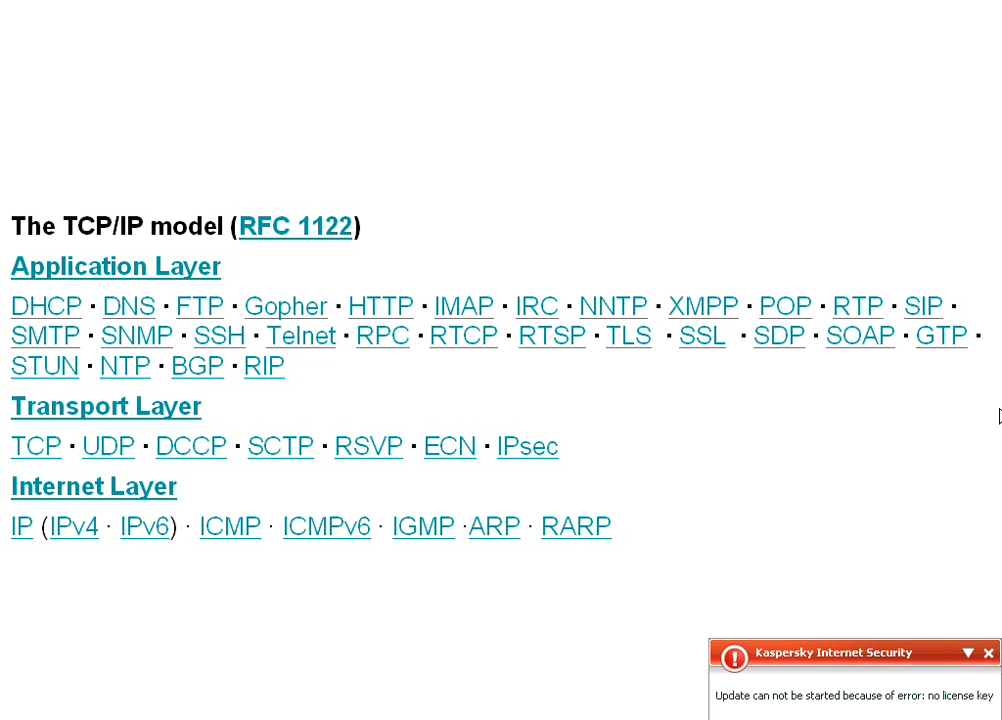 The TCP/IP model (RFC 1122)
Application Layer
DHCP · DNS · FTP · Gopher · HTTP · IMAP · IRC · NNTP · XMPP · POP · RTP · SIP ·
SMTP · SNMP · SSH · Telnet · RPC · RTCP · RTSP · TLS · SSL · SDP · SOAP · GTP ·
STUN · NTP · BGP · RIP
Transport Layer
TCP · UDP · DCCP · SCTP · RSVP · ECN · IPsec
Internet Layer
IP (IPv4 · IPv6) · ICMP · ICMPv6 · IGMP ·ARP · RARP
Kaspersky Internet Security
Update can not be started because of error: no license key